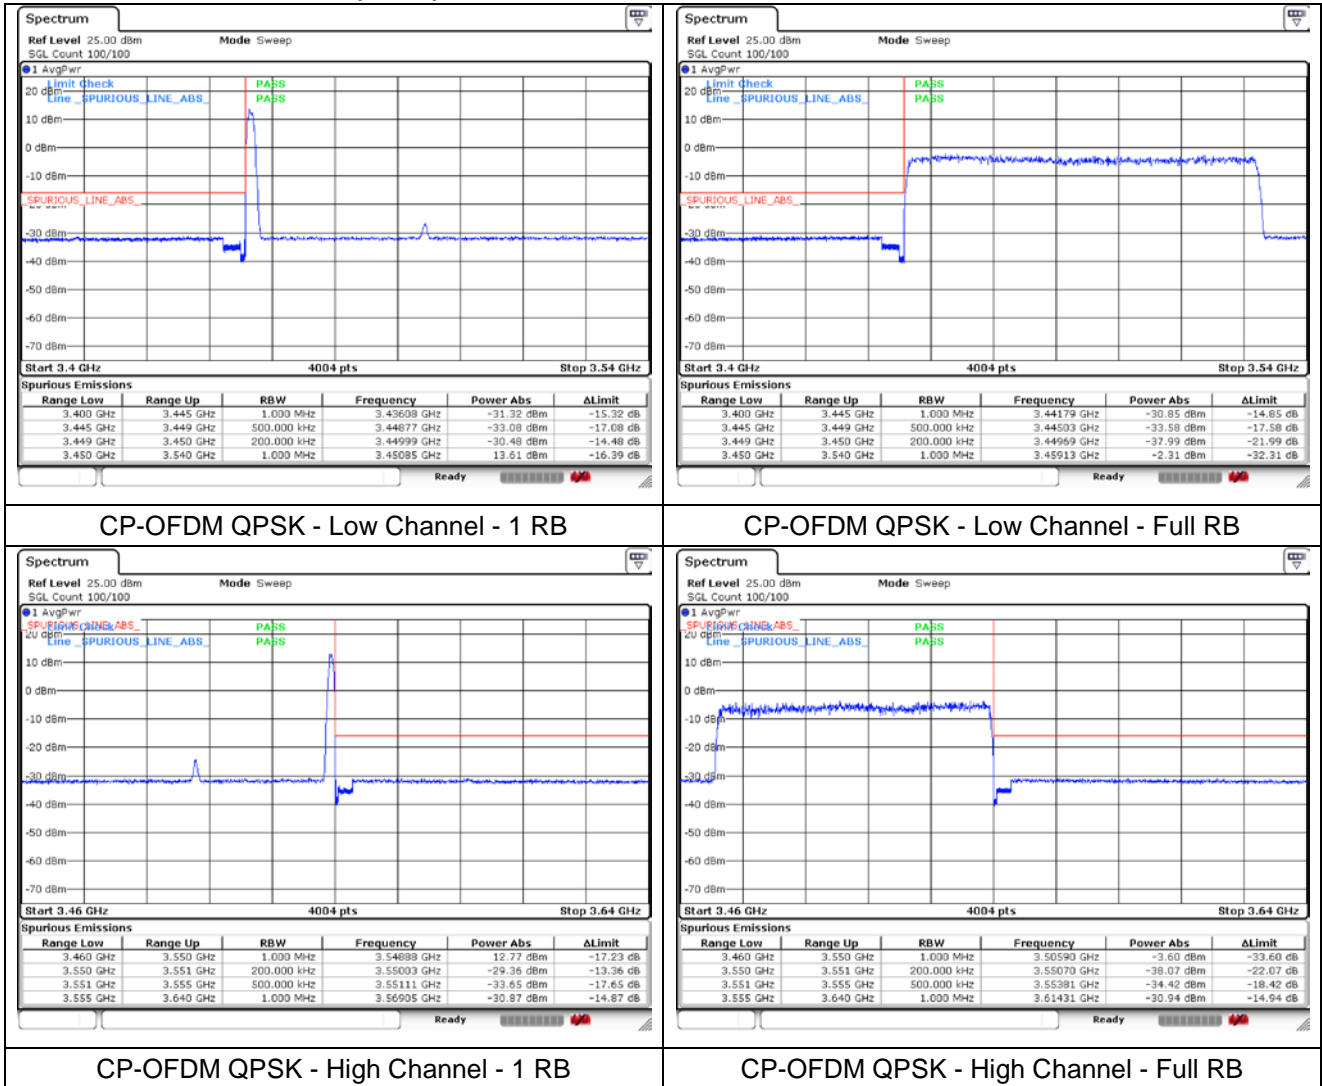 Spectrum
Ref Level 25.00 dBm Mode Sweep
SGL Count 100/100
1 AvgPwr
Limit Check PASS
20 dBm
Line _SPURIOUS_LINE_ABS_ PASS
10 dBm
0 dBm
-10 dBm
_SPURIOUS_LINE_ABS_
-20 dBm
-30 dBm
-40 dBm
-50 dBm
-60 dBm
-70 dBm
Start 3.4 GHz 4004 pts Stop 3.54 GHz
Spurious Emissions
Range Low Range Up RBW Frequency Power Abs ΔLimit
3.400 GHz 3.445 GHz 1.000 MHz 3.43608 GHz -31.32 dBm -15.32 dB
3.445 GHz 3.449 GHz 500.000 kHz 3.44877 GHz -33.08 dBm -17.08 dB
3.449 GHz 3.450 GHz 200.000 kHz 3.44999 GHz -30.48 dBm -14.48 dB
3.450 GHz 3.540 GHz 1.000 MHz 3.45085 GHz 13.61 dBm -16.39 dB
Ready
CP-OFDM QPSK - Low Channel - 1 RB
Spectrum
Ref Level 25.00 dBm Mode Sweep
SGL Count 100/100
1 AvgPwr
Limit Check PASS
20 dBm
Line _SPURIOUS_LINE_ABS_ PASS
10 dBm
0 dBm
-10 dBm
_SPURIOUS_LINE_ABS_
-20 dBm
-30 dBm
-40 dBm
-50 dBm
-60 dBm
-70 dBm
Start 3.4 GHz 4004 pts Stop 3.54 GHz
Spurious Emissions
Range Low Range Up RBW Frequency Power Abs ΔLimit
3.400 GHz 3.445 GHz 1.000 MHz 3.44179 GHz -30.85 dBm -14.85 dB
3.445 GHz 3.449 GHz 500.000 kHz 3.44503 GHz -33.58 dBm -17.58 dB
3.449 GHz 3.450 GHz 200.000 kHz 3.44969 GHz -37.99 dBm -21.99 dB
3.450 GHz 3.540 GHz 1.000 MHz 3.45913 GHz -2.31 dBm -32.31 dB
Ready
CP-OFDM QPSK - Low Channel - Full RB
Spectrum
Ref Level 25.00 dBm Mode Sweep
SGL Count 100/100
1 AvgPwr
_SPURIOUS_LINE_ABS_
Limit Check PASS
20 dBm
Line _SPURIOUS_LINE_ABS_ PASS
10 dBm
0 dBm
-10 dBm
-20 dBm
-30 dBm
-40 dBm
-50 dBm
-60 dBm
-70 dBm
Start 3.46 GHz 4004 pts Stop 3.64 GHz
Spurious Emissions
Range Low Range Up RBW Frequency Power Abs ΔLimit
3.460 GHz 3.550 GHz 1.000 MHz 3.54888 GHz 12.77 dBm -17.23 dB
3.550 GHz 3.551 GHz 200.000 kHz 3.55003 GHz -29.36 dBm -13.36 dB
3.551 GHz 3.555 GHz 500.000 kHz 3.55111 GHz -33.65 dBm -17.65 dB
3.555 GHz 3.640 GHz 1.000 MHz 3.56905 GHz -30.87 dBm -14.87 dB
Ready
CP-OFDM QPSK - High Channel - 1 RB
Spectrum
Ref Level 25.00 dBm Mode Sweep
SGL Count 100/100
1 AvgPwr
_SPURIOUS_LINE_ABS_
Limit Check PASS
20 dBm
Line _SPURIOUS_LINE_ABS_ PASS
10 dBm
0 dBm
-10 dBm
-20 dBm
-30 dBm
-40 dBm
-50 dBm
-60 dBm
-70 dBm
Start 3.46 GHz 4004 pts Stop 3.64 GHz
Spurious Emissions
Range Low Range Up RBW Frequency Power Abs ΔLimit
3.460 GHz 3.550 GHz 1.000 MHz 3.50590 GHz -3.60 dBm -33.60 dB
3.550 GHz 3.551 GHz 200.000 kHz 3.55070 GHz -38.07 dBm -22.07 dB
3.551 GHz 3.555 GHz 500.000 kHz 3.55381 GHz -34.42 dBm -18.42 dB
3.555 GHz 3.640 GHz 1.000 MHz 3.61431 GHz -30.94 dBm -14.94 dB
Ready
CP-OFDM QPSK - High Channel - Full RB